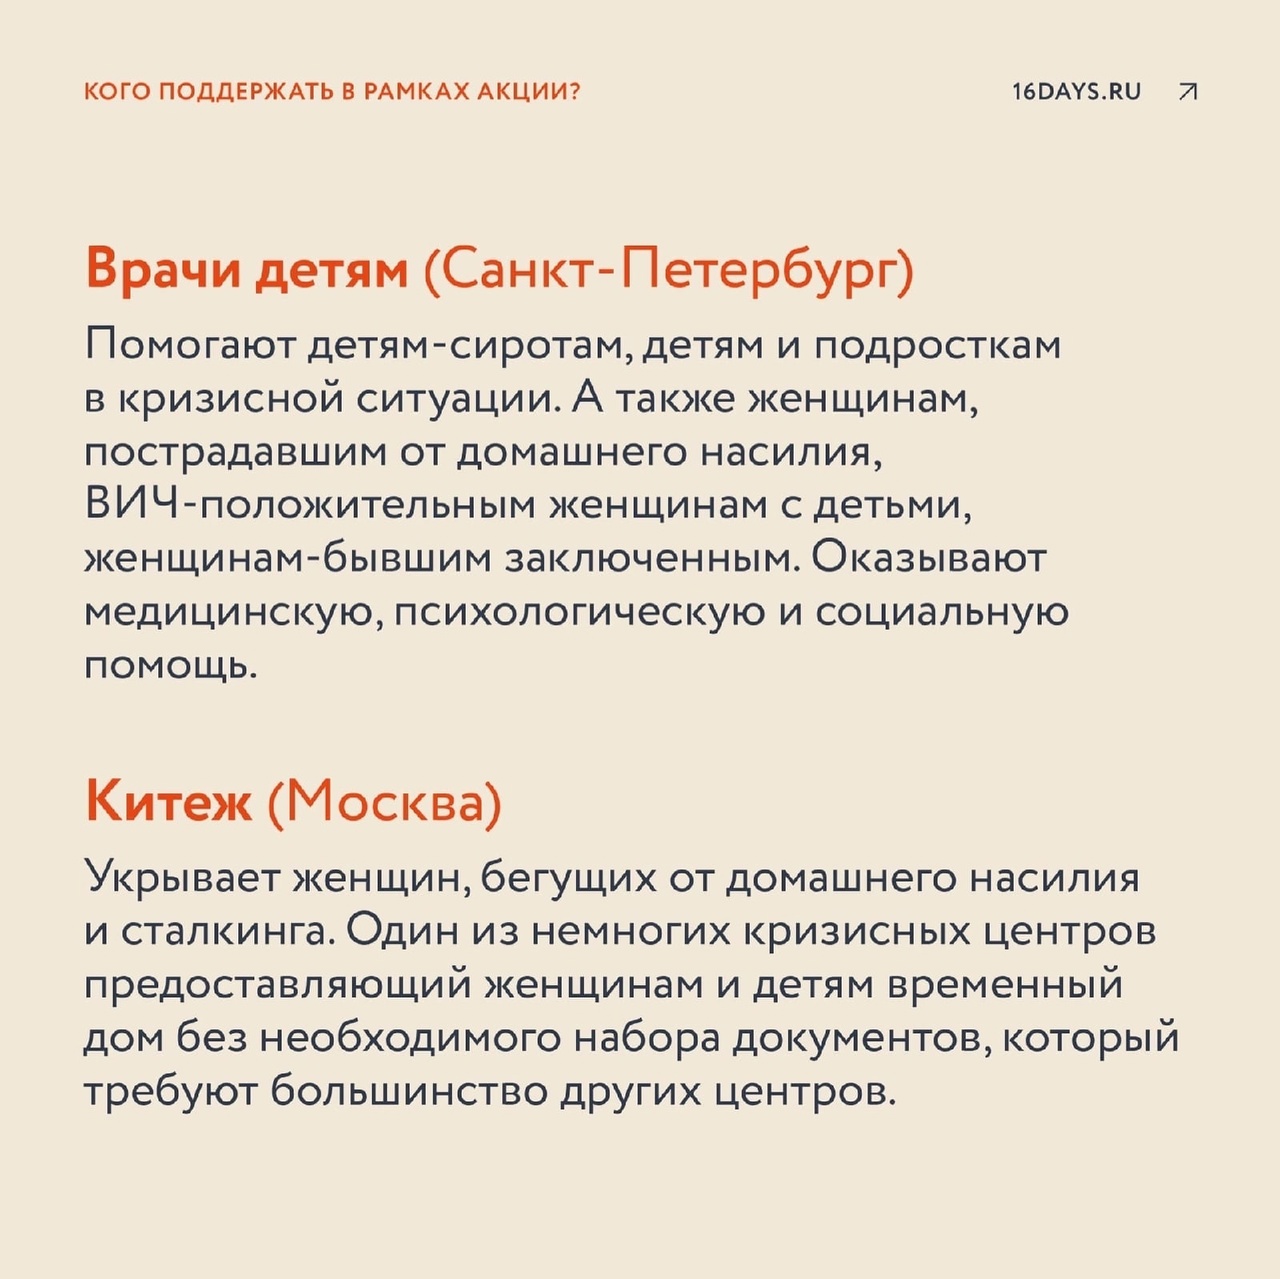 КОГО ПОДДЕРЖАТЬ В РАМКАХ АКЦИИ?
16DAYS.RU
Врачи детям (Санкт-Петербург)
Помогают детям-сиротам, детям и подросткам
в кризисной ситуации. А также женщинам,
пострадавшим от домашнего насилия,
ВИЧ-положительным женщинам с детьми,
женщинам-бывшим заключенным. Оказывают
медицинскую, психологическую и социальную
помощь.
Китеж (Москва)
Укрывает женщин, бегущих от домашнего насилия
и сталкинга. Один из немногих кризисных центров
предоставляющий женщинам и детям временный
дом без необходимого набора документов, который
требуют большинство других центров.